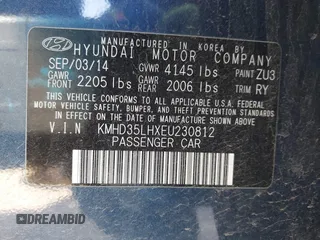 MANUFACTURED IN KOREA BY
HYUNDAI MOTOR COMPANY
SEP/03/14 GVWR 4145 lbs PAINT ZU3
GAWR FRONT 2205 lbs GAWR REAR 2006 lbs TRIM RY
THIS VEHICLE CONFORMS TO ALL APPLICABLE FEDERAL MOTOR VEHICLE SAFETY, BUMPER, AND THEFT PREVENTION STANDARDS IN EFFECT ON THE DATE OF MANUFACTURE SHOWN ABOVE.
V.I.N KMHD35LHXEU230812
PASSENGER CAR
DREAMBID